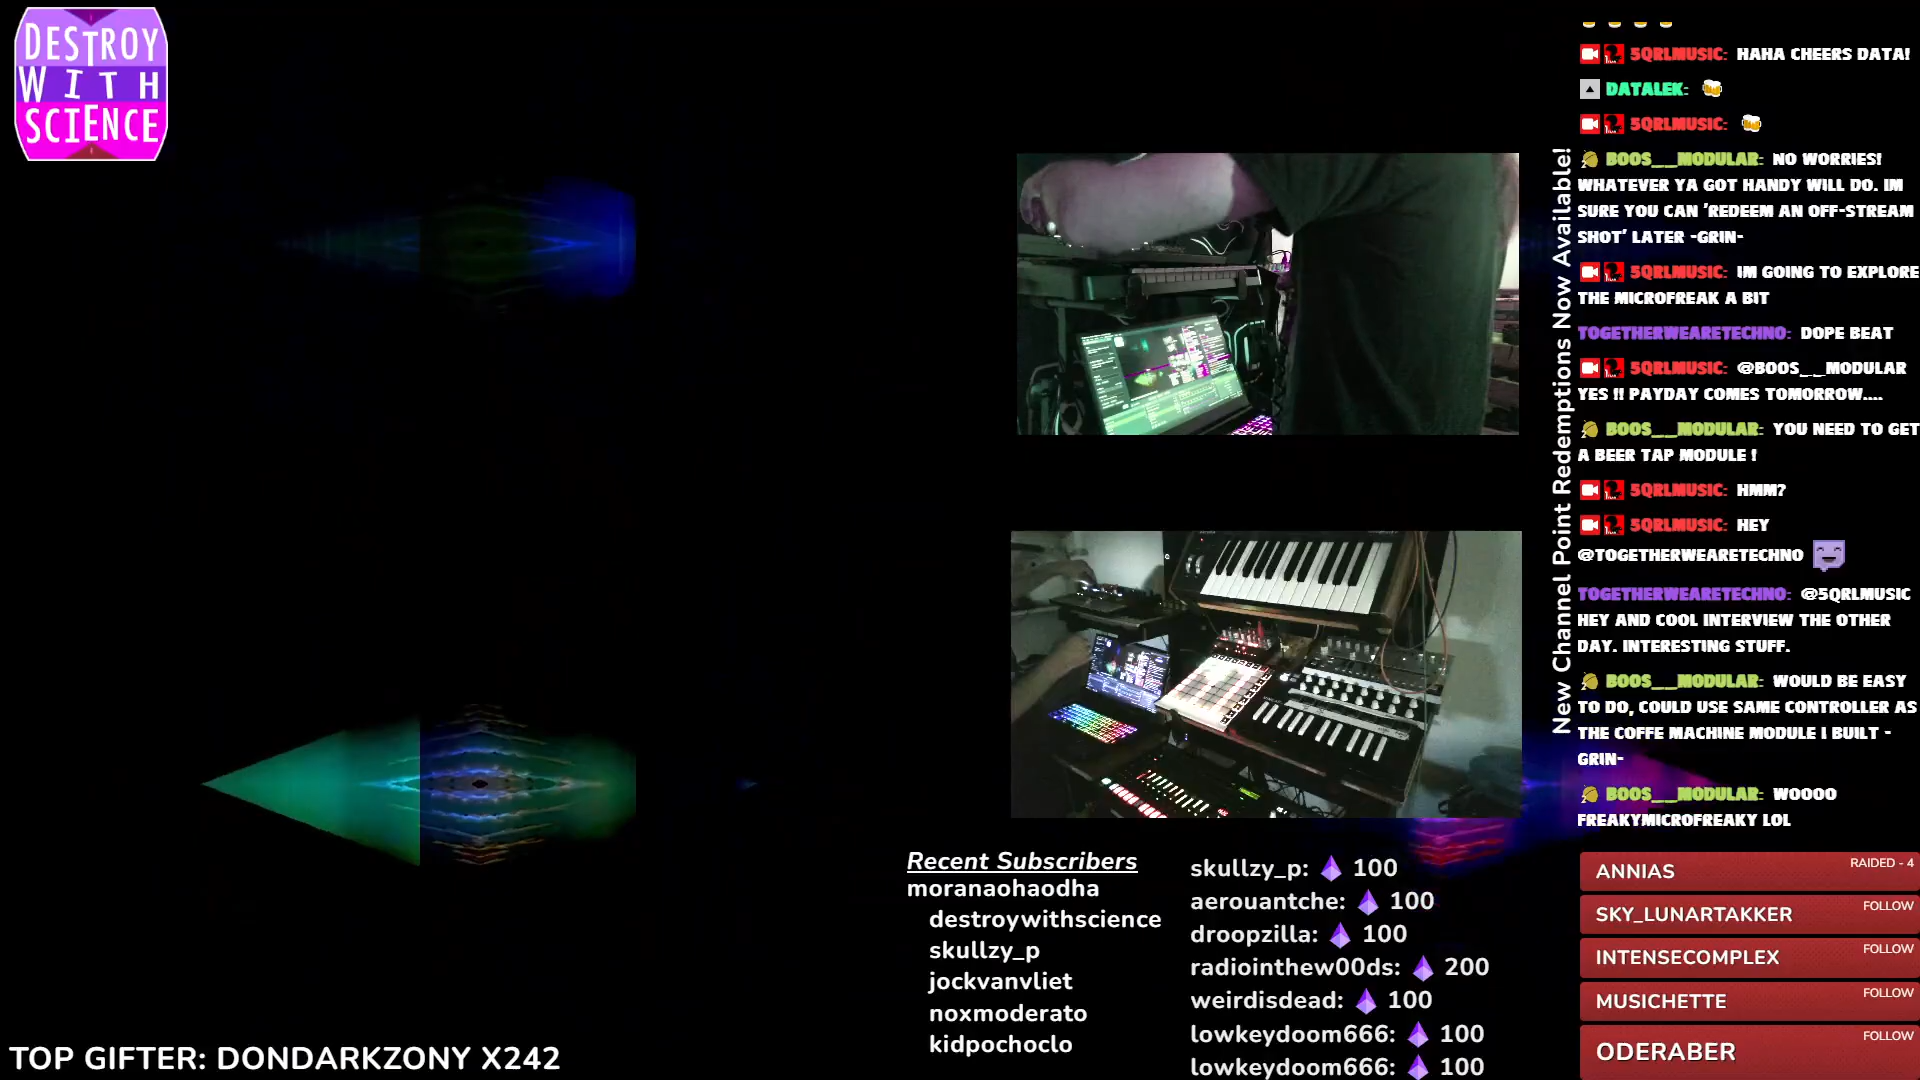 DESTROY
WITH
SCIENCE
5QRLMUSIC: HAHA CHEERS DATA!
DATALEK:
5QRLMUSIC:
BOOS__MODULAR: NO WORRIES!
WHATEVER YA GOT HANDY WILL DO. IM
SURE YOU CAN 'REDEEM AN OFF-STREAM
SHOT' LATER -GRIN-
5QRLMUSIC: IM GOING TO EXPLORE
THE MICROFREAK A BIT
TOGETHERWEARETECHNO: DOPE BEAT
5QRLMUSIC: @BOOS__MODULAR
YES !! PAYDAY COMES TOMORROW....
BOOS__MODULAR: YOU NEED TO GET
A BEER TAP MODULE !
5QRLMUSIC: HMM?
5QRLMUSIC: HEY
@TOGETHERWEARETECHNO
TOGETHERWEARETECHNO: @5QRLMUSIC
HEY AND COOL INTERVIEW THE OTHER
DAY. INTERESTING STUFF.
BOOS__MODULAR: WOULD BE EASY
TO DO, COULD USE SAME CONTROLLER AS
THE COFFE MACHINE MODULE I BUILT -
GRIN-
BOOS__MODULAR: WOOOO
FREAKYMICROFREAKY LOL
New Channel Point Redemptions Now Available!
Recent Subscribers
moranaohaodha
destroywithscience
skullzy_p
jockvanvliet
noxmoderato
kidpochoclo
skullzy_p: 100
aerouantche: 100
droopzilla: 100
radiointhew00ds: 200
weirdisdead: 100
lowkeydoom666: 100
lowkeydoom666: 100
ANNIAS RAIDED - 4
SKY_LUNARTAKKER FOLLOW
INTENSECOMPLEX FOLLOW
MUSICHETTE FOLLOW
ODERABER FOLLOW
TOP GIFTER: DONDARKZONY X242